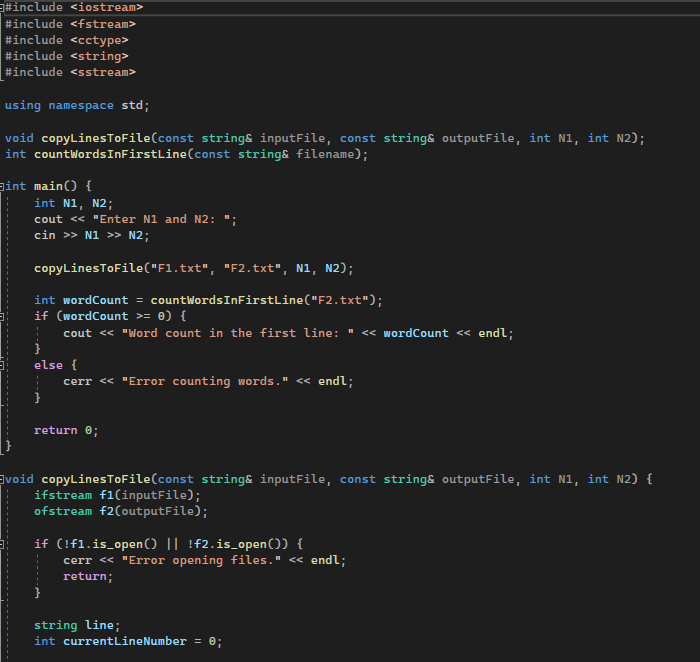 #include <iostream>
#include <fstream>
#include <cctype>
#include <string>
#include <sstream>
using namespace std;
void copyLinesToFile(const string& inputFile, const string& outputFile, int N1, int N2);
int countWordsInFirstLine(const string& filename);
int main() {
int N1, N2;
cout << "Enter N1 and N2: ";
cin >> N1 >> N2;
copyLinesToFile("F1.txt", "F2.txt", N1, N2);
int wordCount = countWordsInFirstLine("F2.txt");
if (wordCount >= 0) {
cout << "Word count in the first line: " << wordCount << endl;
}
else {
cerr << "Error counting words." << endl;
}
return 0;
}
void copyLinesToFile(const string& inputFile, const string& outputFile, int N1, int N2) {
ifstream f1(inputFile);
ofstream f2(outputFile);
if (!f1.is_open() || !f2.is_open()) {
cerr << "Error opening files." << endl;
return;
}
string line;
int currentLineNumber = 0;